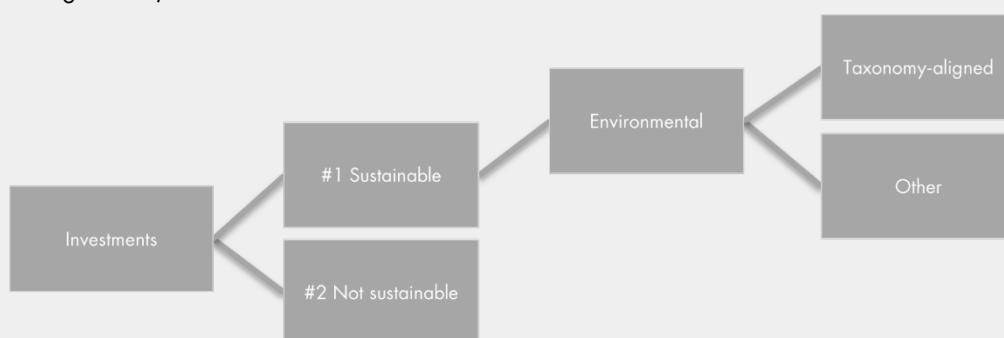 Taxonomy-aligned
Environmental
#1 Sustainable
Other
Investments
#2 Not sustainable